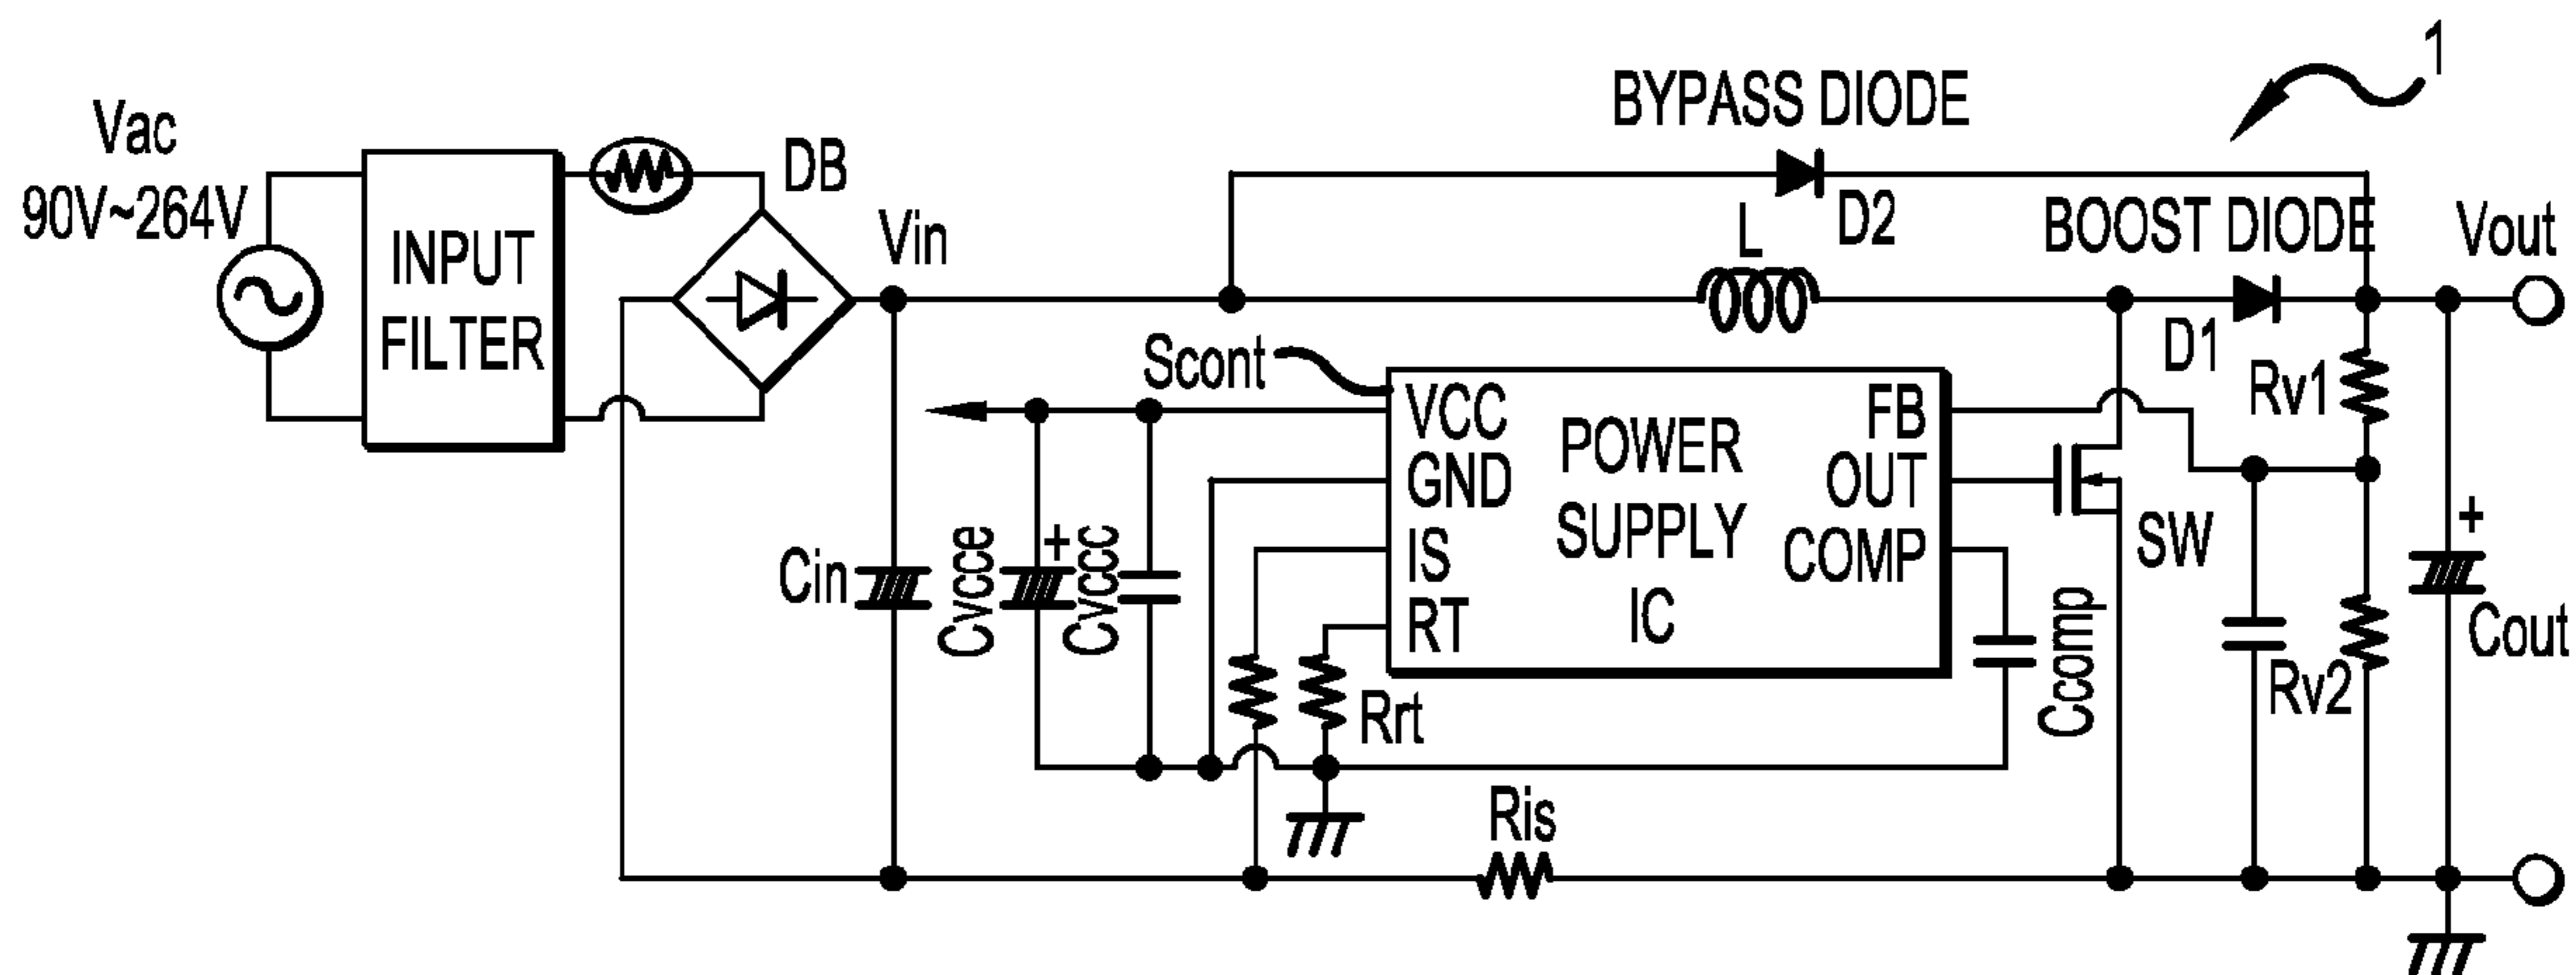 1
BYPASS DIODE
Vac
90V~264V
DB
INPUT
FILTER
Vin
D2
L
BOOST DIODE
Vout
D1
Scont
VCC
GND
IS
RT
POWER
SUPPLY
IC
FB
OUT
COMP
Rv1
SW
Cin
Cvcce
+
Cvccc
+
Cout
Ccomp
Rv2
Rrt
Ris